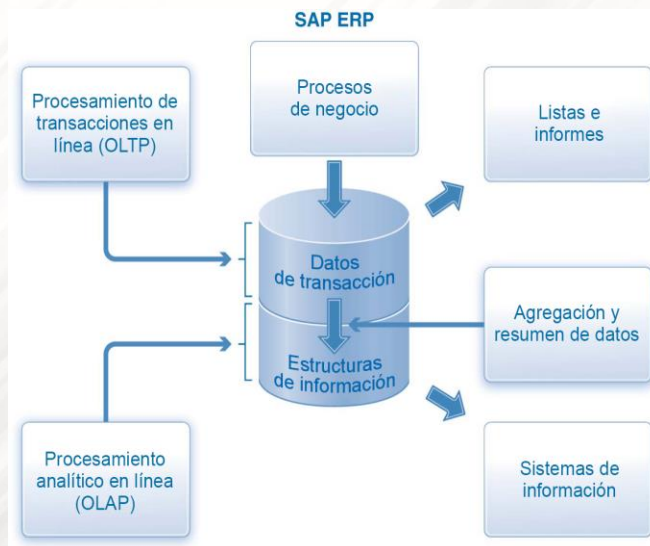 SAP ERP
Procesamiento de
transacciones en
línea (OLTP)
Procesos
de negocio
Listas e
informes
Datos
de transacción
Agregación y
resumen de datos
Estructuras
de información
Procesamiento
analítico en línea
(OLAP)
Sistemas de
información